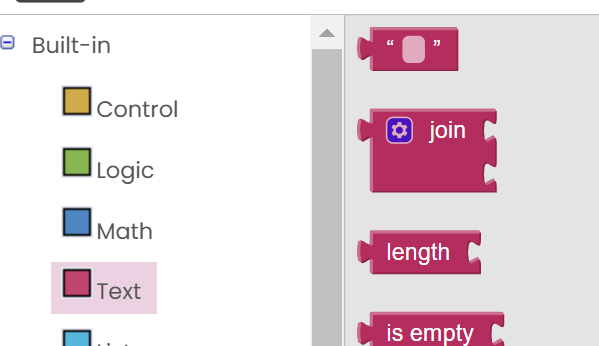 Built-in
Control
Logic
Math
Text
“ ”
join
length
is empty